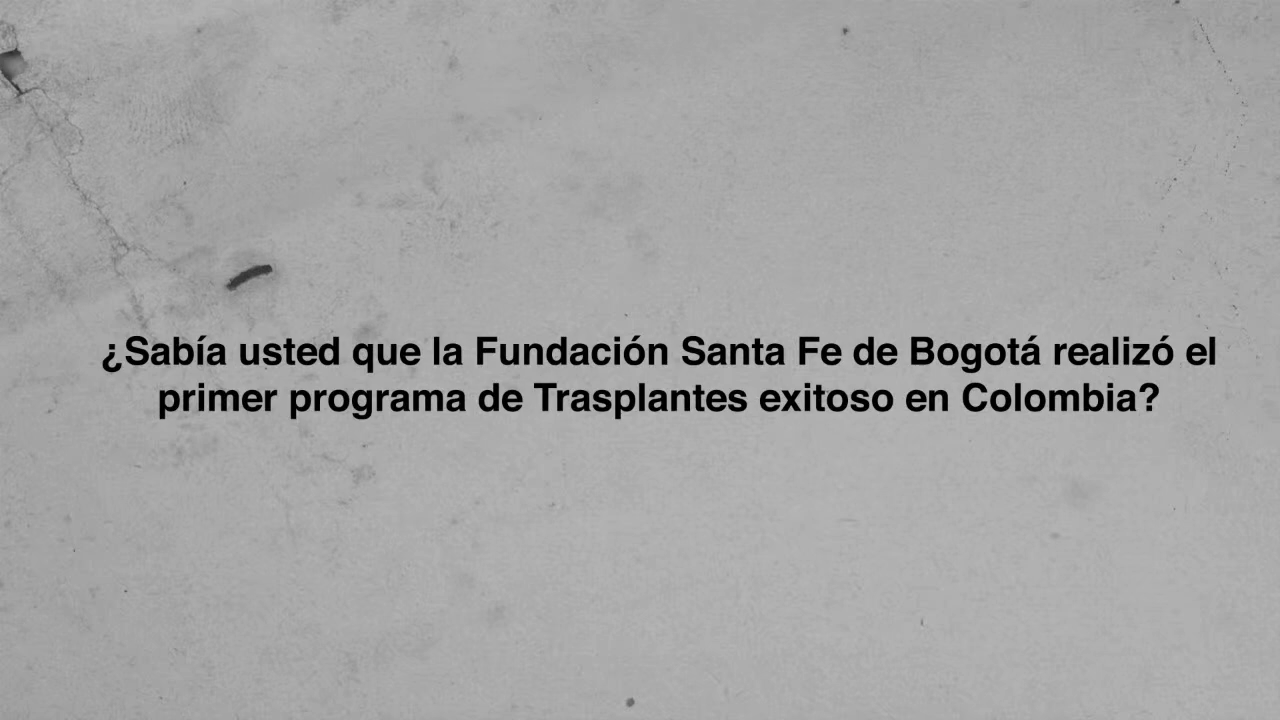 ¿Sabía usted que la Fundación Santa Fe de Bogotá realizó el
primer programa de Trasplantes exitoso en Colombia?